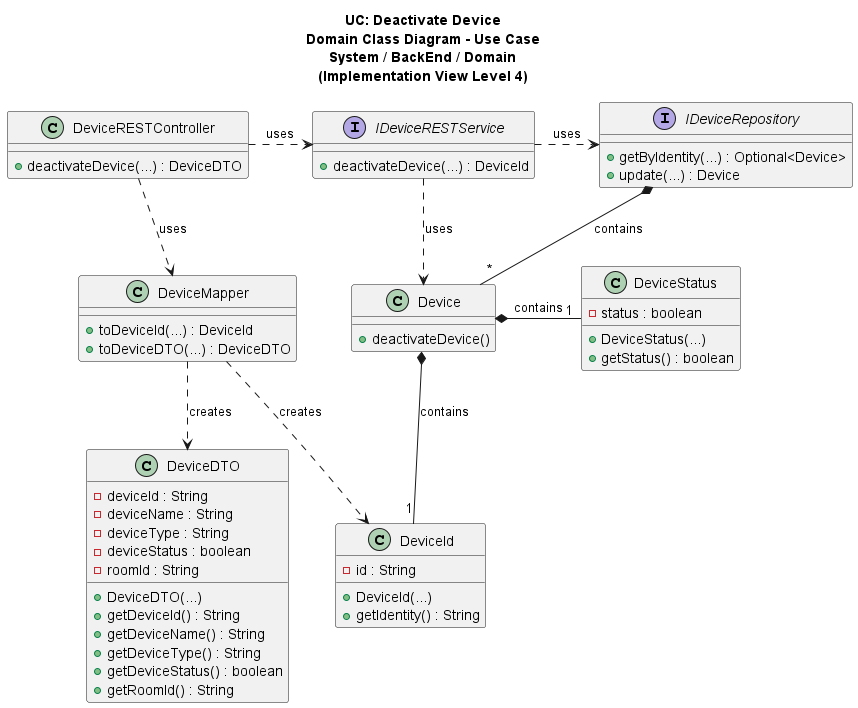 UC: Deactivate Device
Domain Class Diagram - Use Case
System / BackEnd / Domain
(Implementation View Level 4)
C DeviceRESTController
deactivateDevice(...) : DeviceDTO
uses
I IDeviceRESTService
deactivateDevice(...) : DeviceId
uses
I IDeviceRepository
getByIdentity(...) : Optional<Device>
update(...) : Device
uses
uses
contains
*
C DeviceMapper
toDeviceId(...) : DeviceId
toDeviceDTO(...) : DeviceDTO
C Device
deactivateDevice()
contains 1
C DeviceStatus
status : boolean
DeviceStatus(...)
getStatus() : boolean
creates
creates
contains
1
C DeviceDTO
deviceId : String
deviceName : String
deviceType : String
deviceStatus : boolean
roomId : String
DeviceDTO(...)
getDeviceId() : String
getDeviceName() : String
getDeviceType() : String
getDeviceStatus() : boolean
getRoomId() : String
C DeviceId
id : String
DeviceId(...)
getIdentity() : String